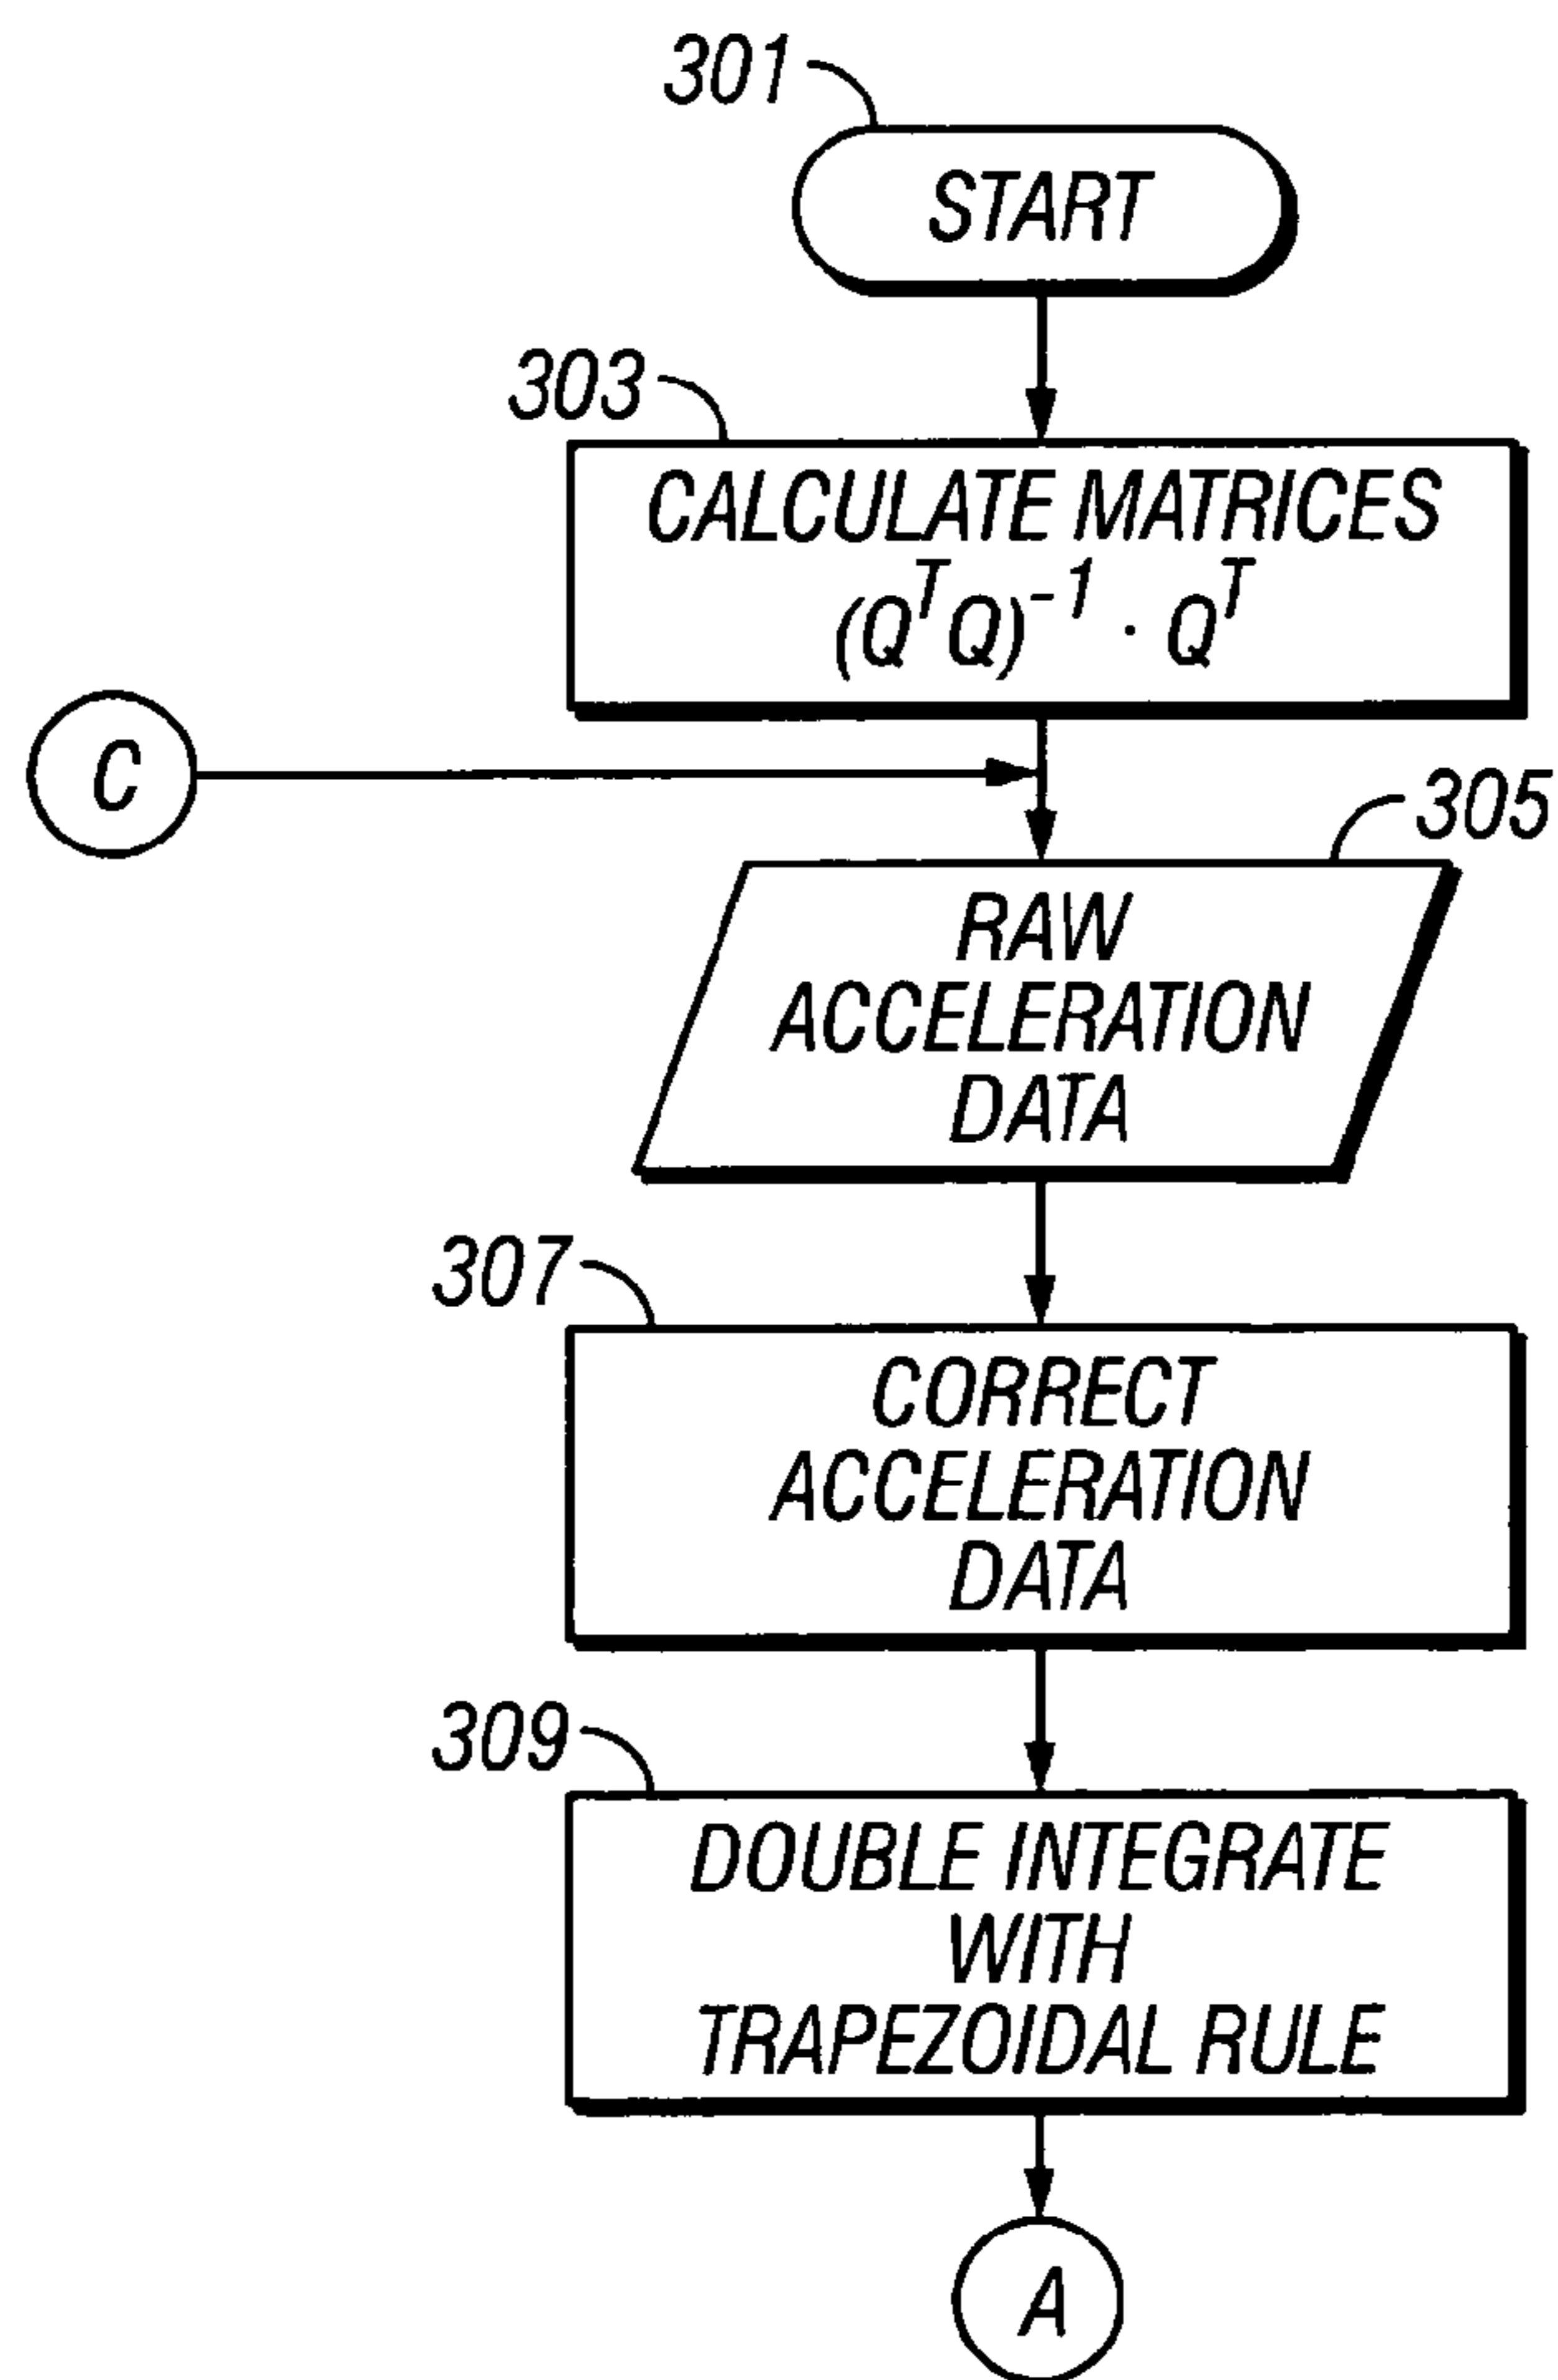 301
START
303
CALCULATE MATRICES
(Q^T Q)^-1 · Q^T
C
305
RAW
ACCELERATION
DATA
307
CORRECT
ACCELERATION
DATA
309
DOUBLE INTEGRATE
WITH
TRAPEZOIDAL RULE
A